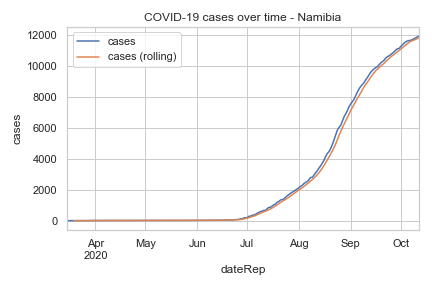 COVID-19 cases over time - Namibia
cases
cases (rolling)
12000
10000
8000
6000
4000
2000
0
cases
Apr May Jun Jul Aug Sep Oct
2020
dateRep